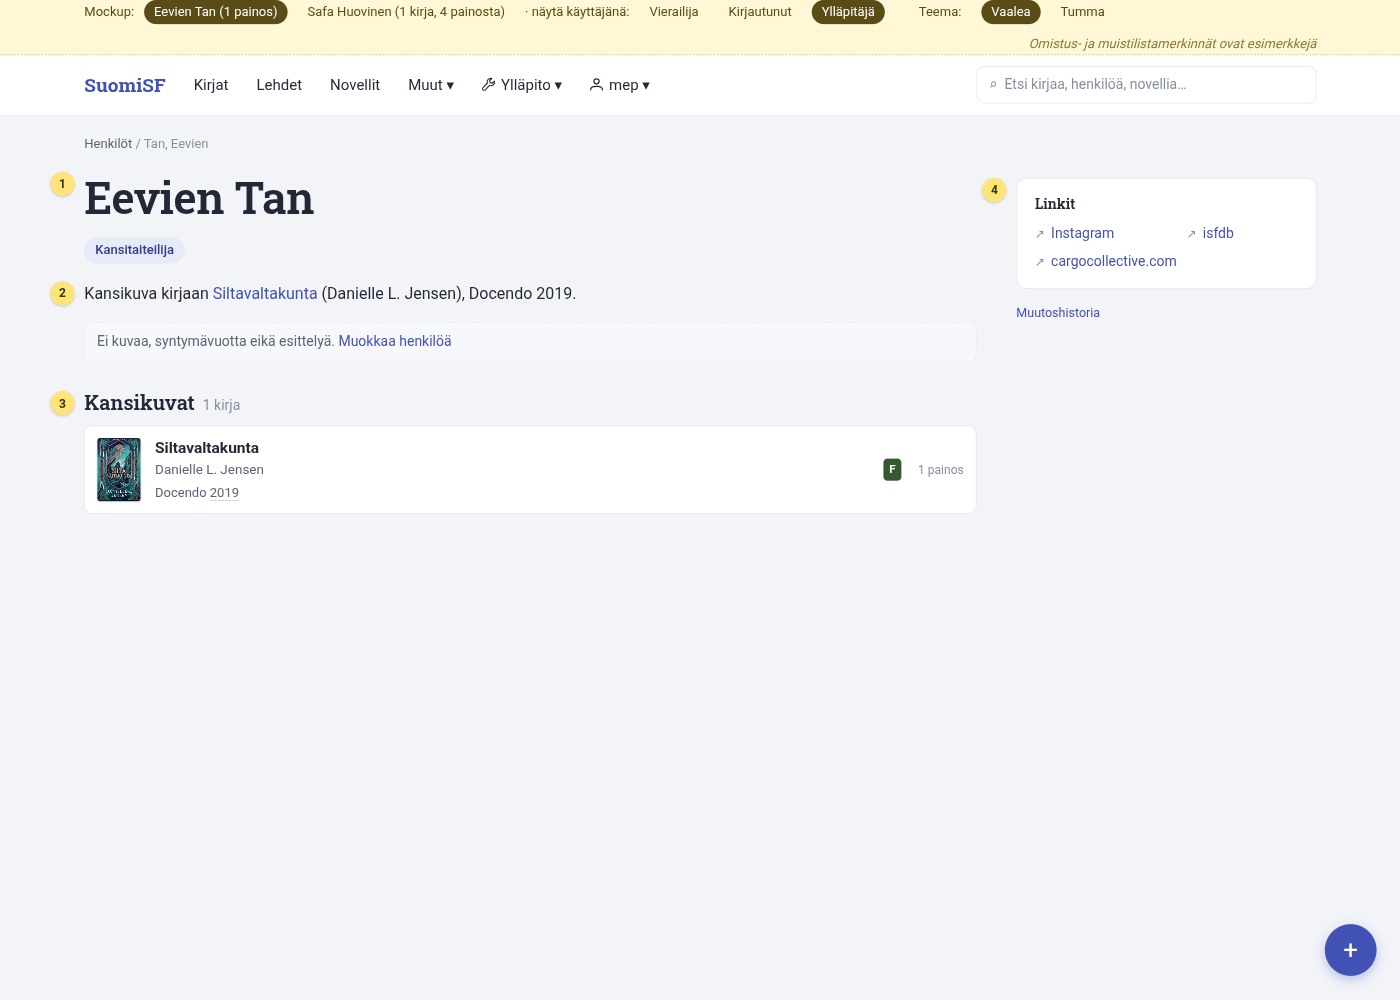 Mockup: Eevien Tan (1 painos) Safa Huovinen (1 kirja, 4 painosta) · näytä käyttäjänä: Vierailija Kirjautunut Ylläpitäjä Teema: Vaalea Tumma
Omistus- ja muistilistamerkinnät ovat esimerkkejä
SuomiSF Kirjat Lehdet Novellit Muut ▾ Ylläpito ▾ mep ▾ Etsi kirjaa, henkilöä, novellia…
Henkilöt / Tan, Eevien
1 Eevien Tan
Kansitaiteilija
2 Kansikuva kirjaan Siltavaltakunta (Danielle L. Jensen), Docendo 2019.
Ei kuvaa, syntymävuotta eikä esittelyä. Muokkaa henkilöä
3 Kansikuvat 1 kirja
Siltavaltakunta
Danielle L. Jensen
Docendo 2019
F 1 painos
4 Linkit
↗ Instagram ↗ isfdb
↗ cargocollective.com
Muutoshistoria
+